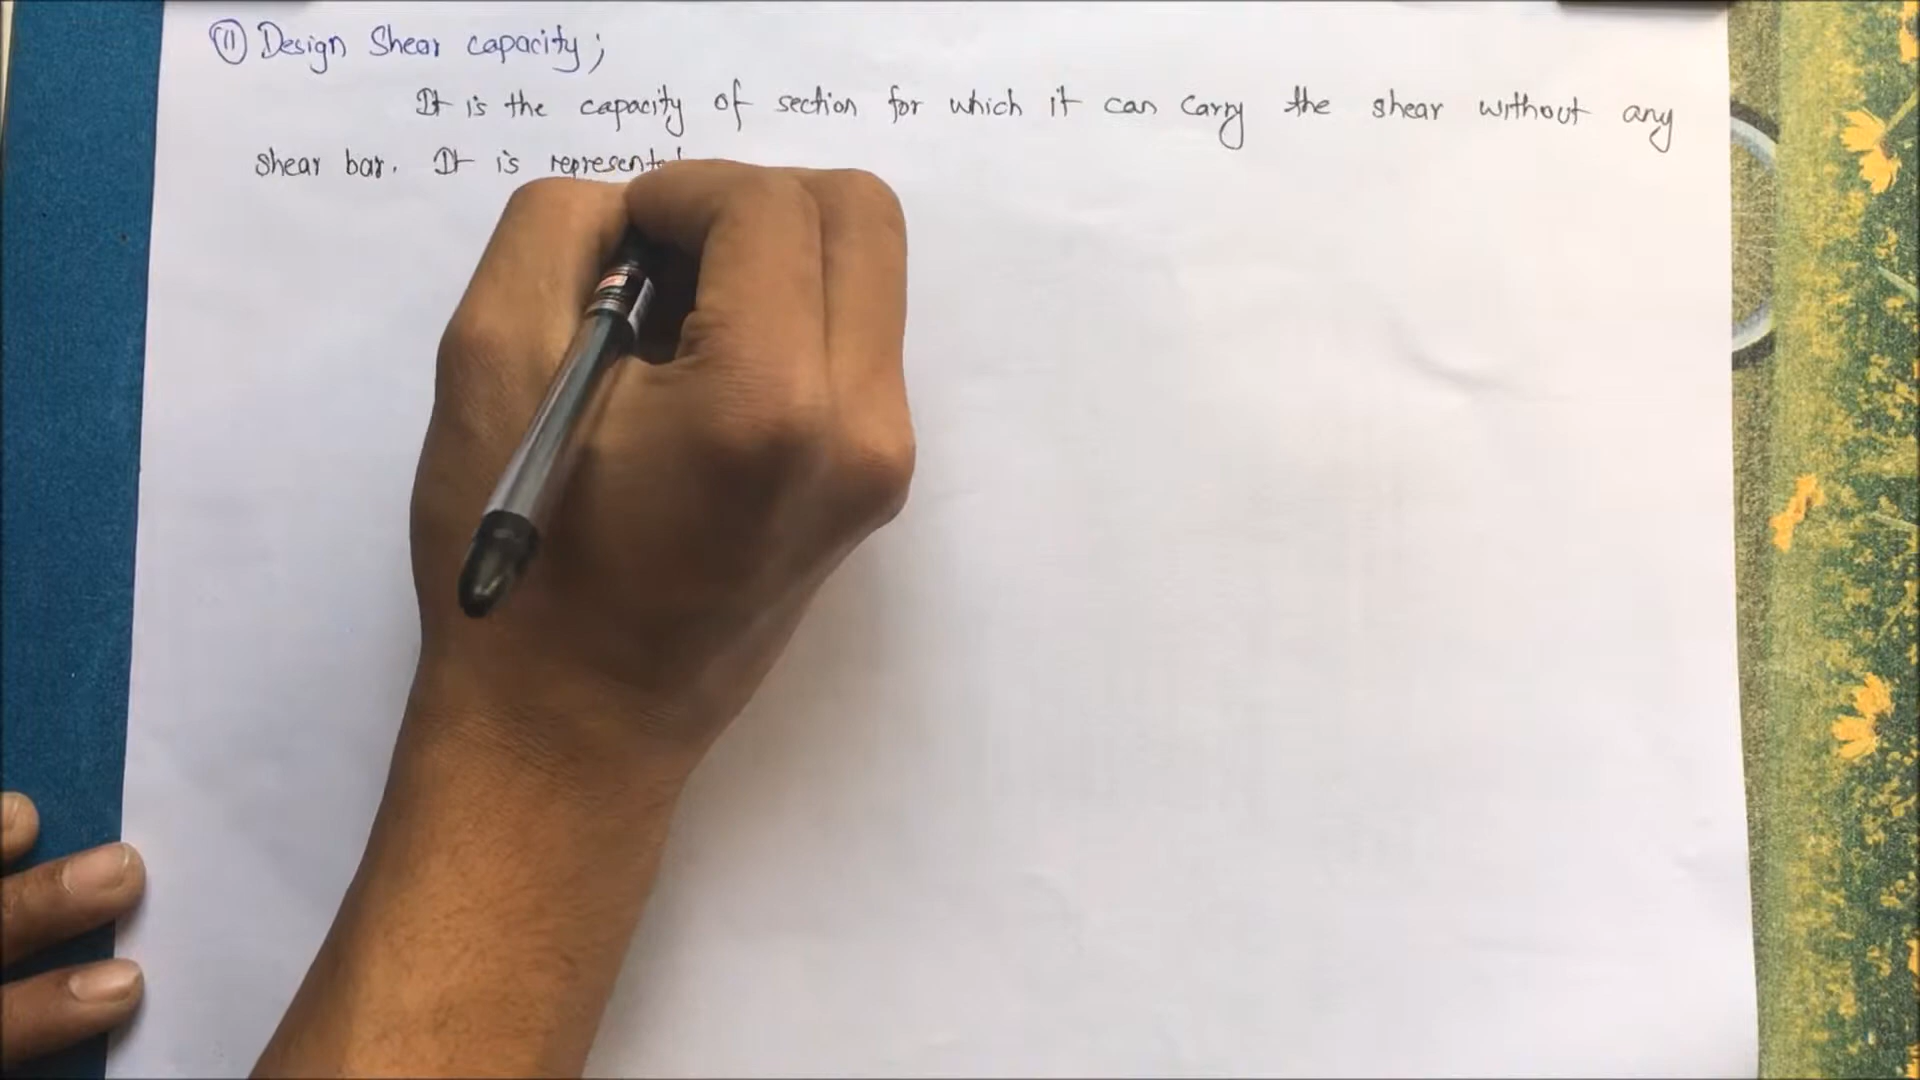 (11) Design Shear capacity;
It is the capacity of section for which it can carry the shear without any
shear bar. It is represented